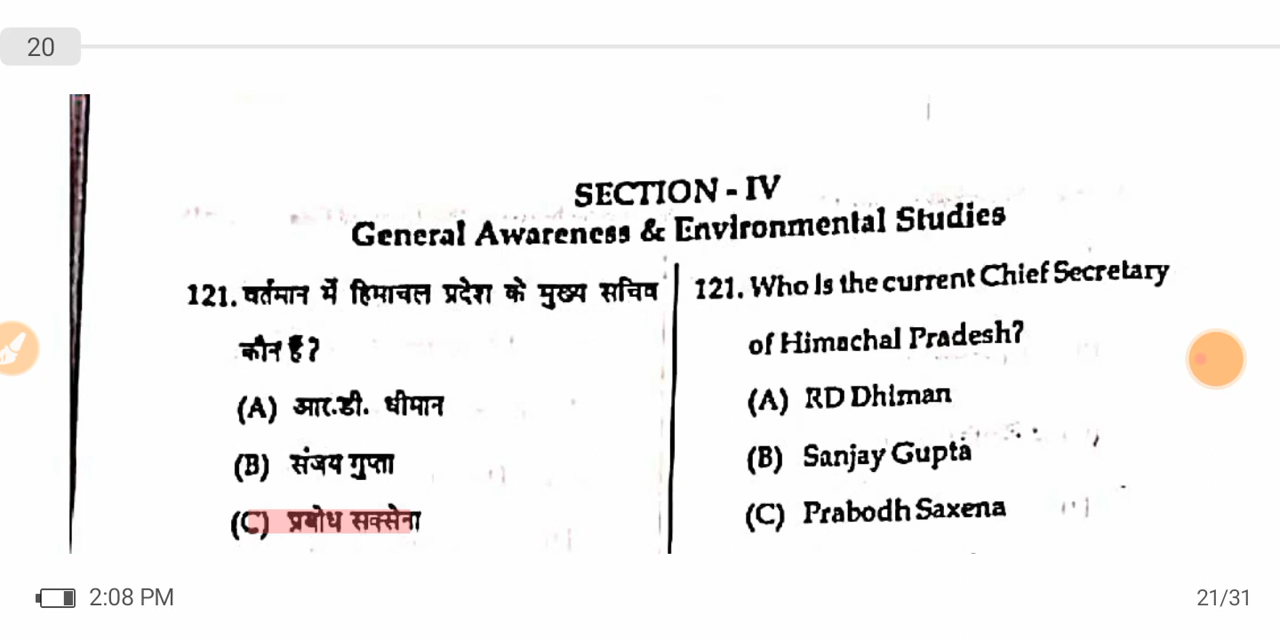 20
SECTION - IV
General Awareness & Environmental Studies
121. वर्तमान में हिमाचल प्रदेश के मुख्य सचिव
कौन हैं?
(A) आर.डी. धीमान
(B) संजय गुप्ता
(C) प्रबोध सक्सेना
121. Who is the current Chief Secretary
of Himachal Pradesh?
(A) RD Dhiman
(B) Sanjay Gupta
(C) Prabodh Saxena
2:08 PM
21/31